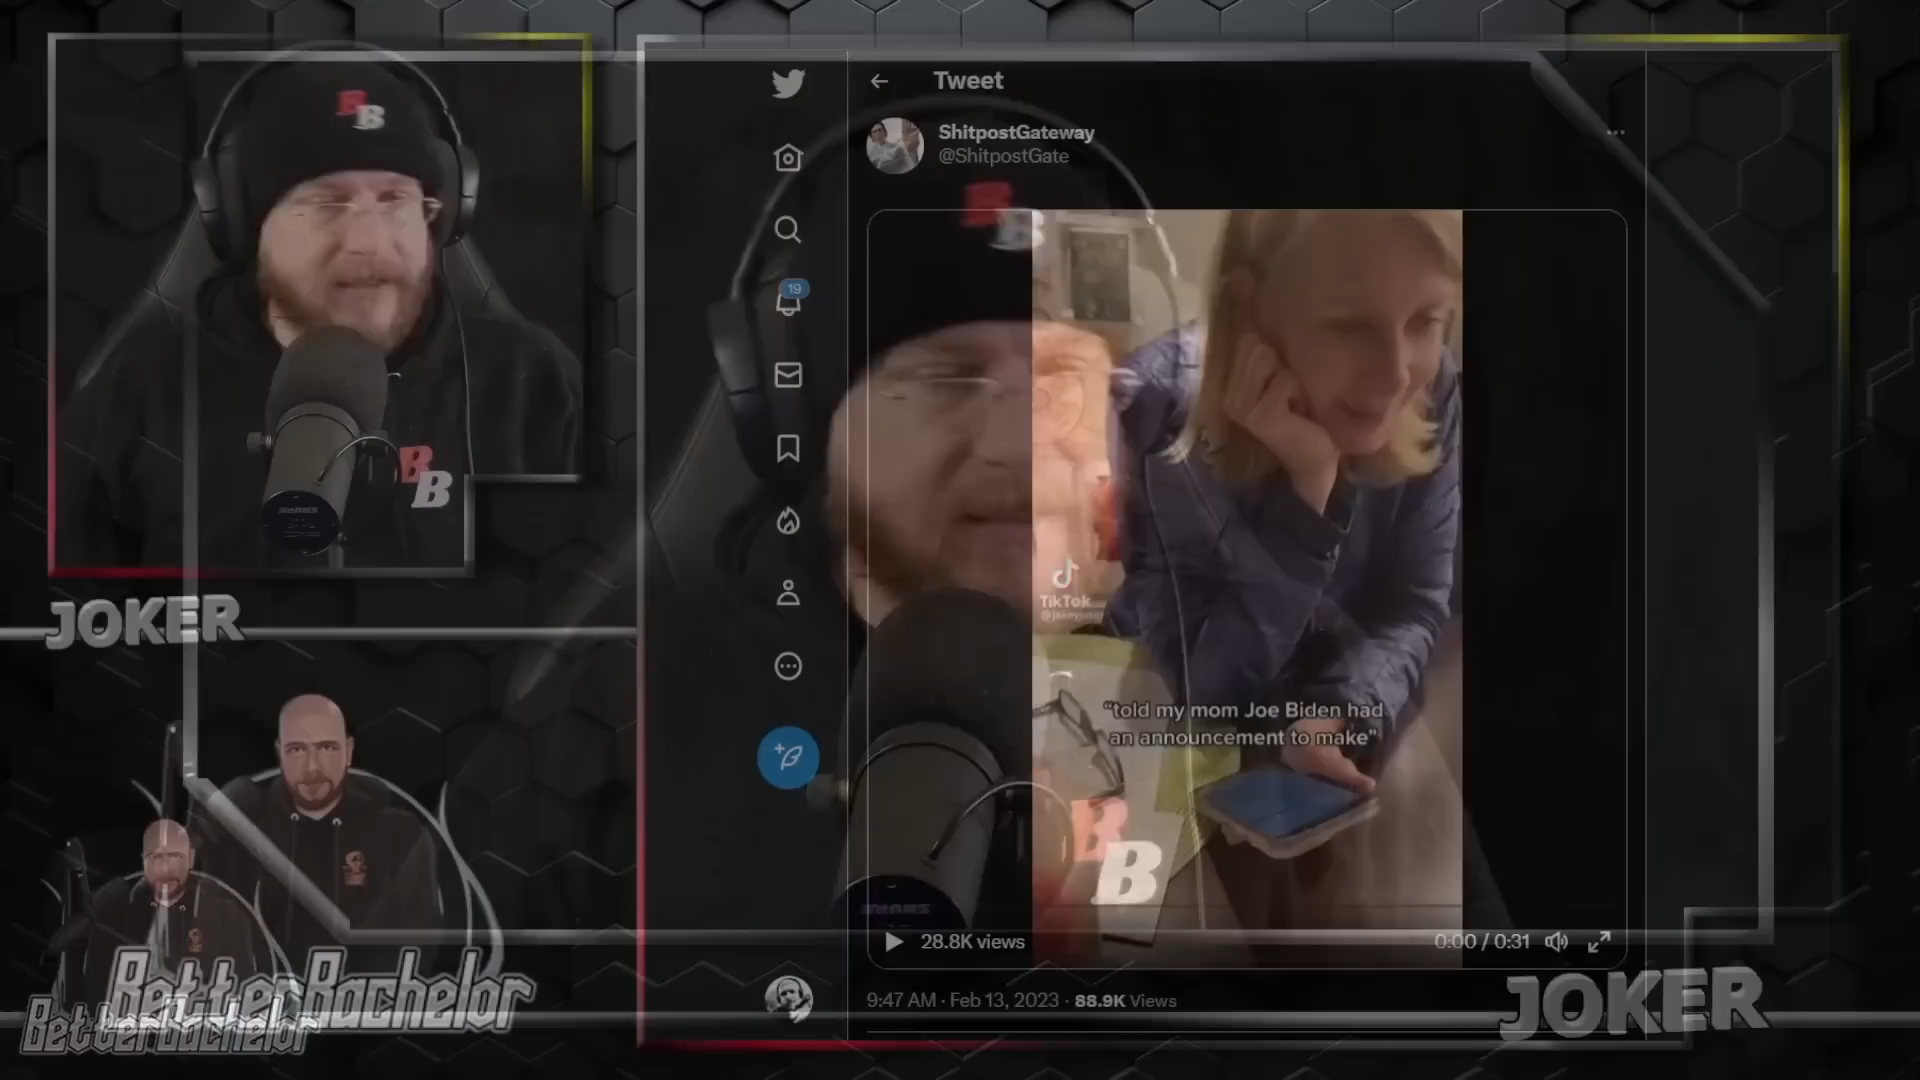 B
B
Tweet
ShitpostGateway
@ShitpostGate
B
B
19
B
B
TikTok
"told my mom Joe Biden had
an announcement to make"
JOKER
B
B
28.8K views
0:00 / 0:31
9:47 AM · Feb 13, 2023 · 88.9K Views
BetterBachelor
BetterBachelor
JOKER